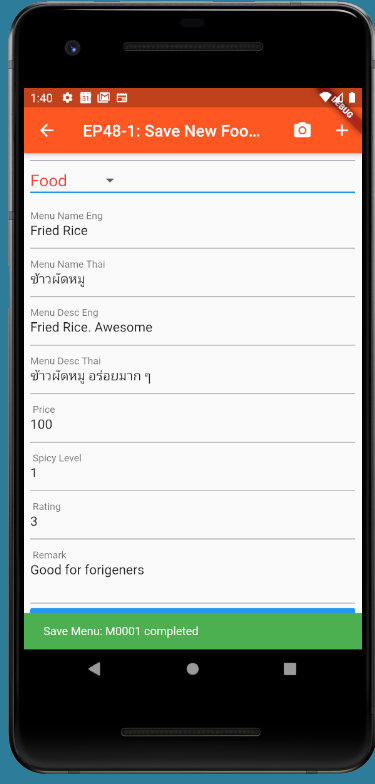 1:40
31
DEBUG
EP48-1: Save New Foo...
Food
Menu Name Eng
Fried Rice
Menu Name Thai
ข้าวผัดหมู
Menu Desc Eng
Fried Rice. Awesome
Menu Desc Thai
ข้าวผัดหมู อร่อยมาก ๆ
Price
100
Spicy Level
1
Rating
3
Remark
Good for forigeners
Save Menu: M0001 completed